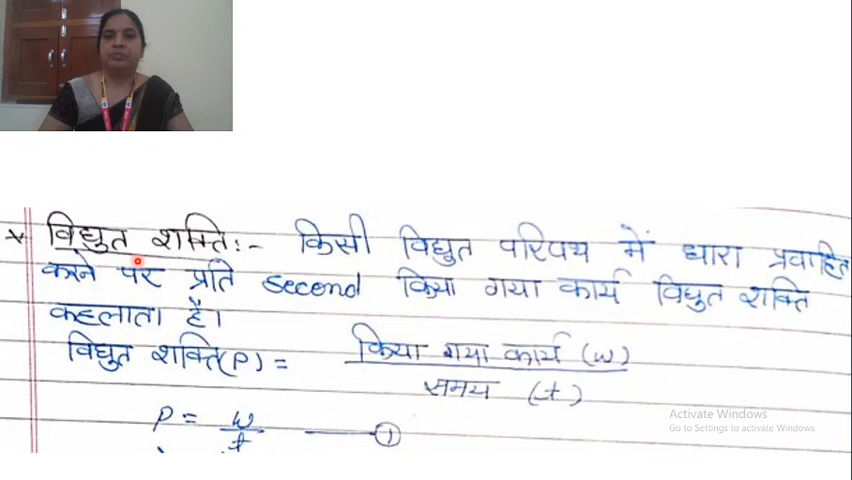 * विद्युत शक्ति:- किसी विद्युत परिपथ में धारा प्रवाहित
करने पर प्रति second किया गया कार्य विद्युत शक्ति
कहलाता है।
विद्युत शक्ति(P) = किया गया कार्य (W)
समय (t)
P = W
t ——①
Activate Windows
Go to Settings to activate Windows.